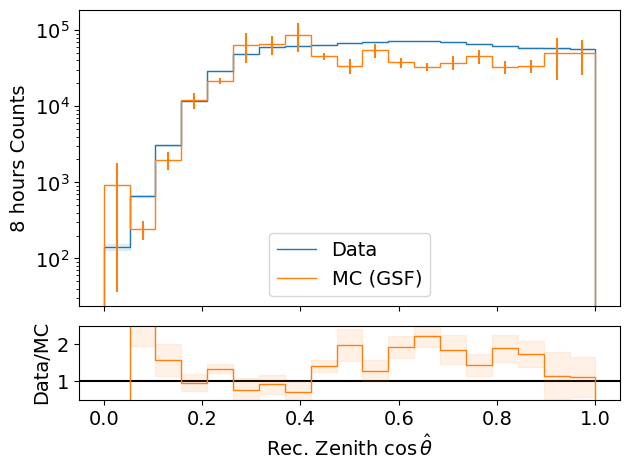 10^5
10^4
10^3
10^2
8 hours Counts
Data
MC (GSF)
2
1
Data/MC
0.0 0.2 0.4 0.6 0.8 1.0
Rec. Zenith cos θ̂